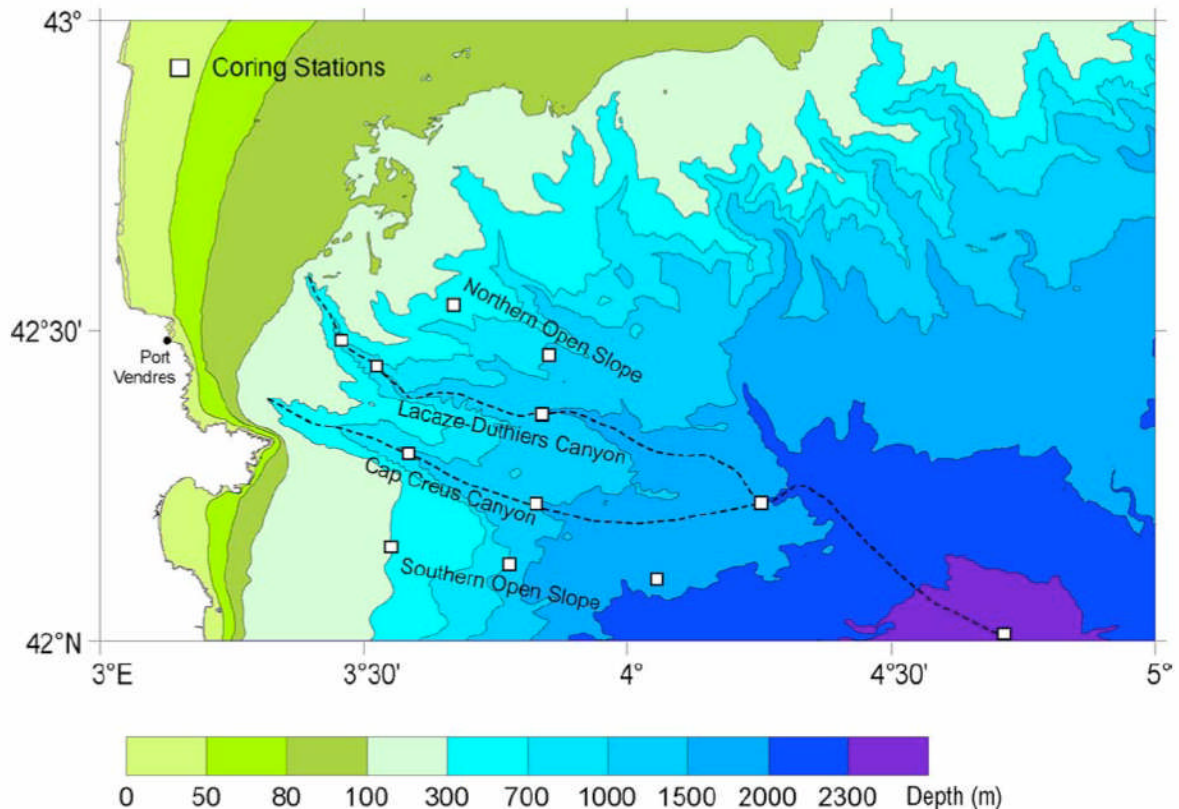 43°
Coring Stations
Northern Open Slope
42°30'
Port
Vendres
Lacaze-Duthiers Canyon
Cap Creus Canyon
Southern Open Slope
42°N
3°E 3°30' 4° 4°30' 5°
0 50 80 100 300 700 1000 1500 2000 2300 Depth (m)